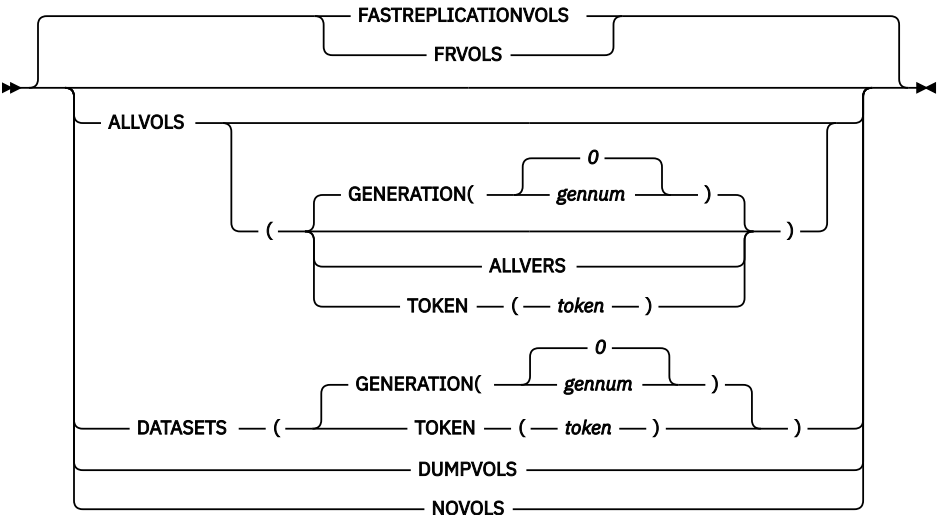 FASTREPLICATIONVOLS
FRVOLS
ALLVOLS
0
GENERATION( gennum )
( )
ALLVERS
TOKEN ( token )
0
GENERATION( gennum )
DATASETS ( TOKEN ( token ) )
DUMPVOLS
NOVOLS